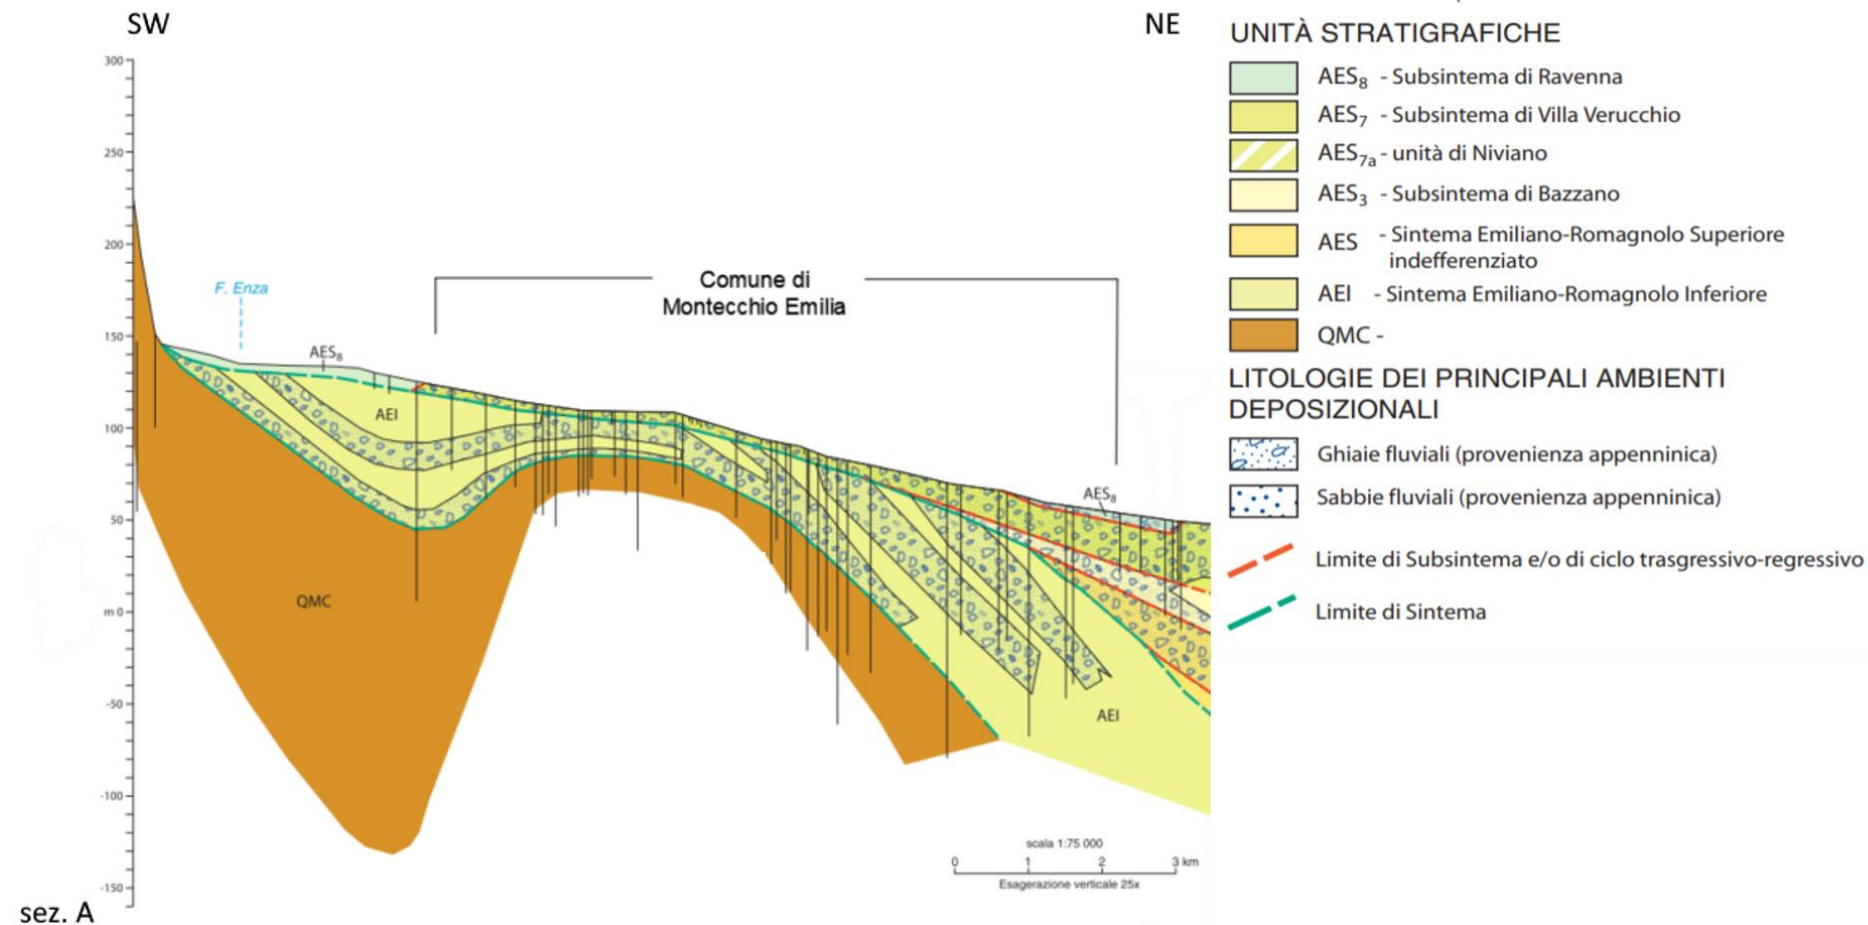 SW
NE
300
250
200
150
100
50
m 0
-50
-100
-150
F. Enza
AES8
AEI
Comune di
Montecchio Emilia
AES8
QMC
AEI
scala 1:75 000
0 1 2 3 km
Esagerazione verticale 25x
sez. A
UNITÀ STRATIGRAFICHE
AES8 - Subsintema di Ravenna
AES7 - Subsintema di Villa Verucchio
AES7a - unità di Niviano
AES3 - Subsintema di Bazzano
AES - Sintema Emiliano-Romagnolo Superiore
indefferenziato
AEI - Sintema Emiliano-Romagnolo Inferiore
QMC -
LITOLOGIE DEI PRINCIPALI AMBIENTI
DEPOSIZIONALI
Ghiaie fluviali (provenienza appenninica)
Sabbie fluviali (provenienza appenninica)
Limite di Subsintema e/o di ciclo trasgressivo-regressivo
Limite di Sintema